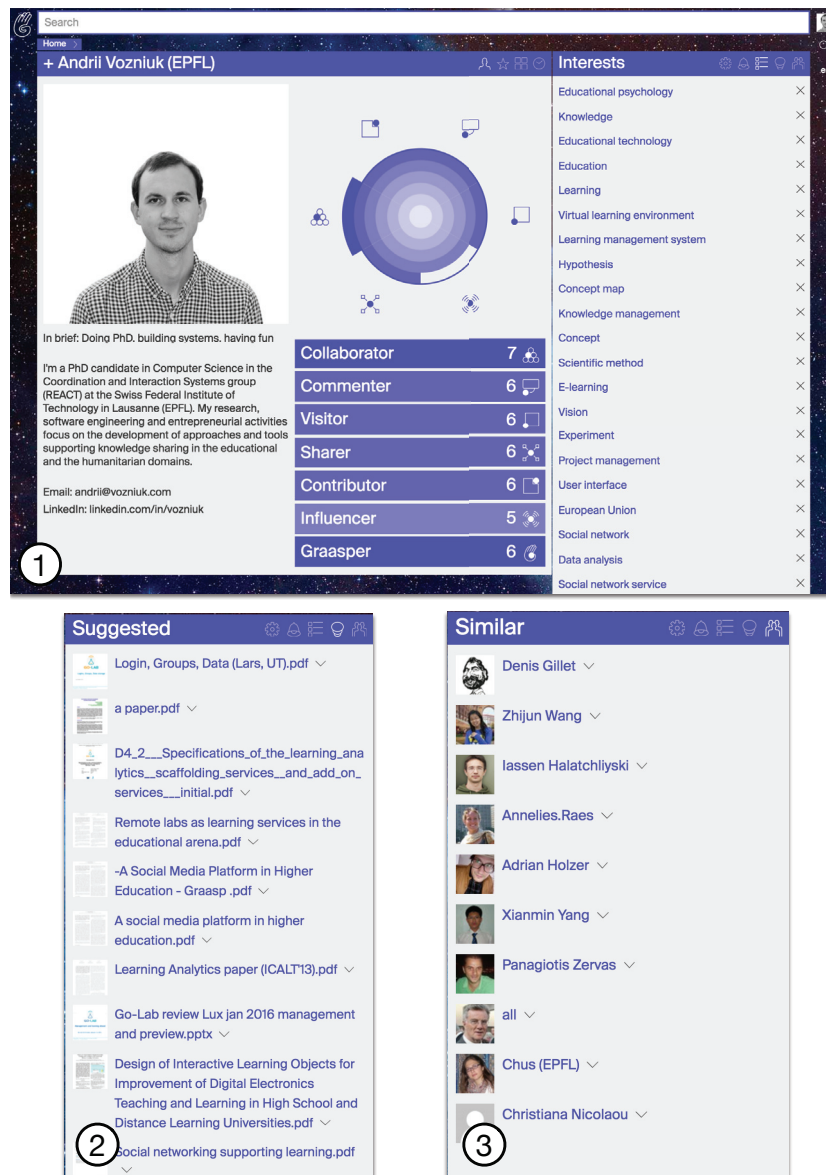 Search
Home
+ Andrii Vozniuk (EPFL)
In brief: Doing PhD, building systems, having fun
I'm a PhD candidate in Computer Science in the
Coordination and Interaction Systems group
(REACT) at the Swiss Federal Institute of
Technology in Lausanne (EPFL). My research,
software engineering and entrepreneurial activities
focus on the development of approaches and tools
supporting knowledge sharing in the educational
and the humanitarian domains.
Email: andrii@vozniuk.com
LinkedIn: linkedin.com/in/vozniuk
Collaborator 7
Commenter 6
Visitor 6
Sharer 6
Contributor 6
Influencer 5
Graasper 6
Interests
Educational psychology
Knowledge
Educational technology
Education
Learning
Virtual learning environment
Learning management system
Hypothesis
Concept map
Knowledge management
Concept
Scientific method
E-learning
Vision
Experiment
Project management
User interface
European Union
Social network
Data analysis
Social network service
1
Suggested
Login, Groups, Data (Lars, UT).pdf
a paper.pdf
D4_2___Specifications_of_the_learning_ana
lytics__scaffolding_services__and_add_on_
services___initial.pdf
Remote labs as learning services in the
educational arena.pdf
-A Social Media Platform in Higher
Education - Graasp .pdf
A social media platform in higher
education.pdf
Learning Analytics paper (ICALT'13).pdf
Go-Lab review Lux jan 2016 management
and preview.pptx
Design of Interactive Learning Objects for
Improvement of Digital Electronics
Teaching and Learning in High School and
Distance Learning Universities.pdf
Social networking supporting learning.pdf
2
Similar
Denis Gillet
Zhijun Wang
Iassen Halatchliyski
Annelies.Raes
Adrian Holzer
Xianmin Yang
Panagiotis Zervas
all
Chus (EPFL)
Christiana Nicolaou
3